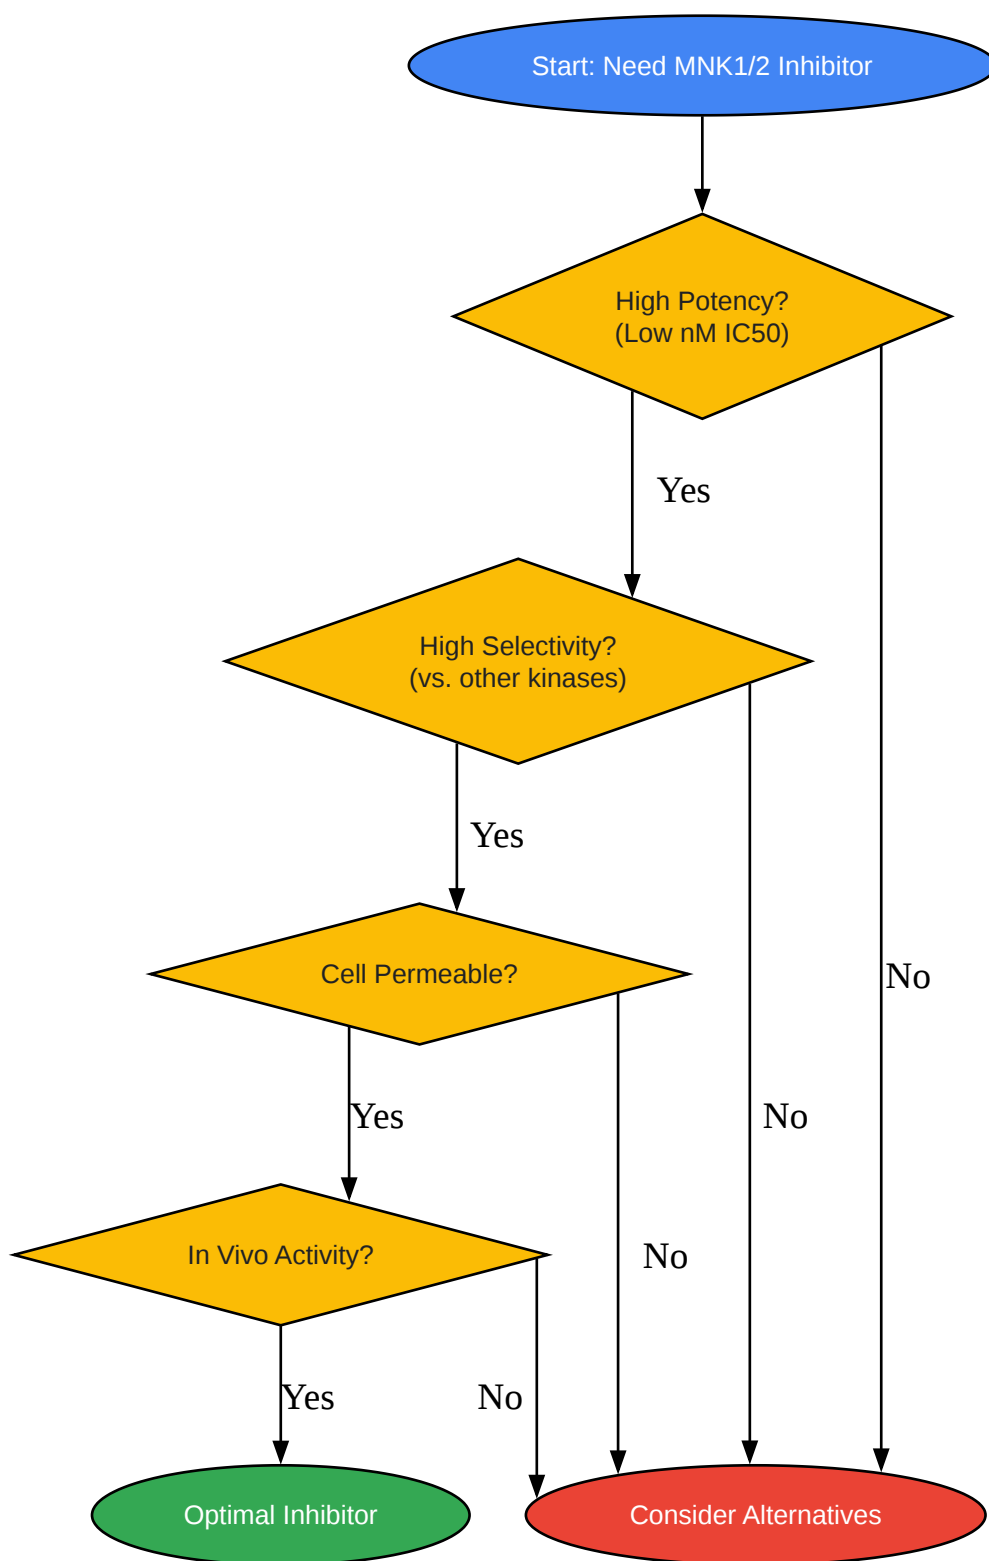 Start: Need MNK1/2 Inhibitor
High Potency?
(Low nM IC50)
Yes
High Selectivity?
(vs. other kinases)
Yes
Cell Permeable?
No
Yes
No
In Vivo Activity?
No
Yes
No
Optimal Inhibitor
Consider Alternatives